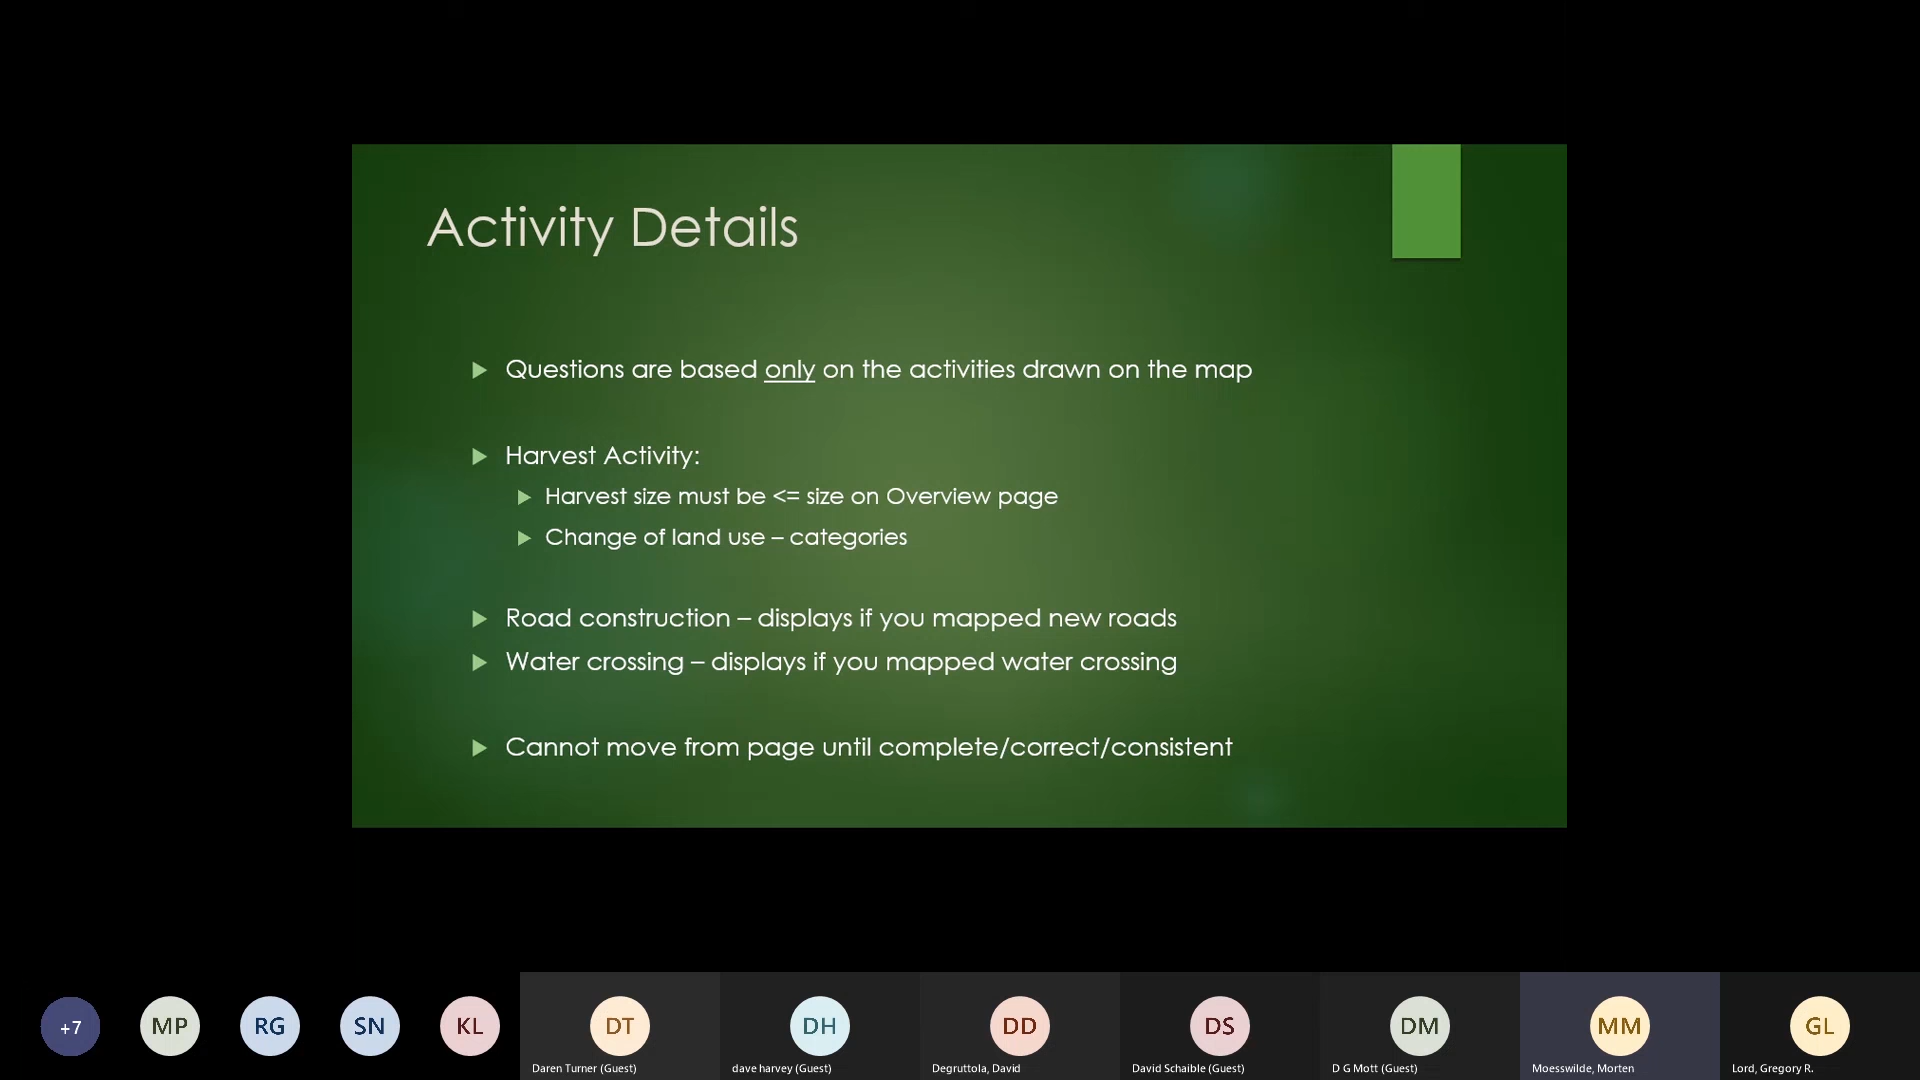 Activity Details
Questions are based only on the activities drawn on the map
Harvest Activity:
Harvest size must be <= size on Overview page
Change of land use – categories
Road construction – displays if you mapped new roads
Water crossing – displays if you mapped water crossing
Cannot move from page until complete/correct/consistent
+7
MP
RG
SN
KL
DT
DH
DD
DS
DM
MM
GL
Daren Turner (Guest)
dave harvey (Guest)
Degruttola, David
David Schaible (Guest)
D G Mott (Guest)
Moesswilde, Morten
Lord, Gregory R.